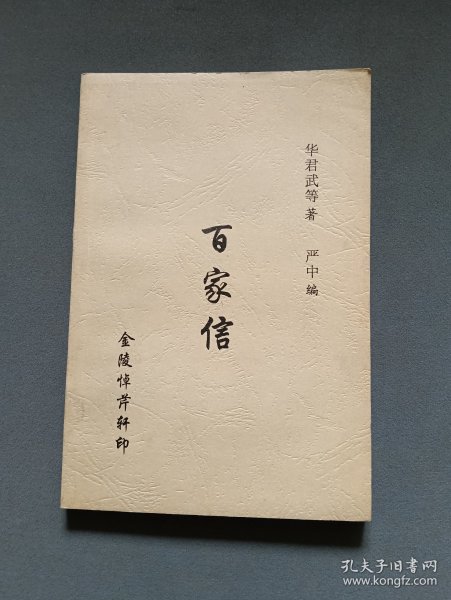 华君武等著 严中编
百家信
金陵悼芹轩印
孔夫子旧书网
www.kongfz.com